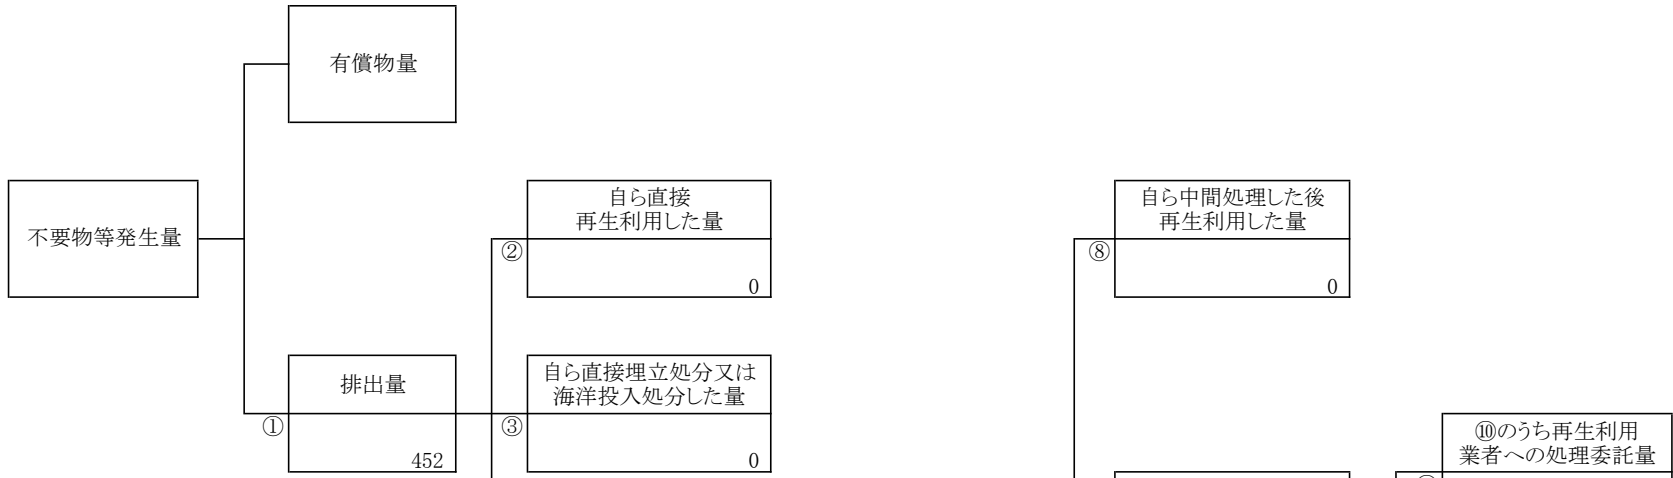 有償物量
不要物等発生量
自ら直接
再生利用した量
②
0
自ら中間処理した後
再生利用した量
⑧
0
排出量
①
452
自ら直接埋立処分又は
海洋投入処分した量
③
0
⑩のうち再生利用
業者への処理委託量